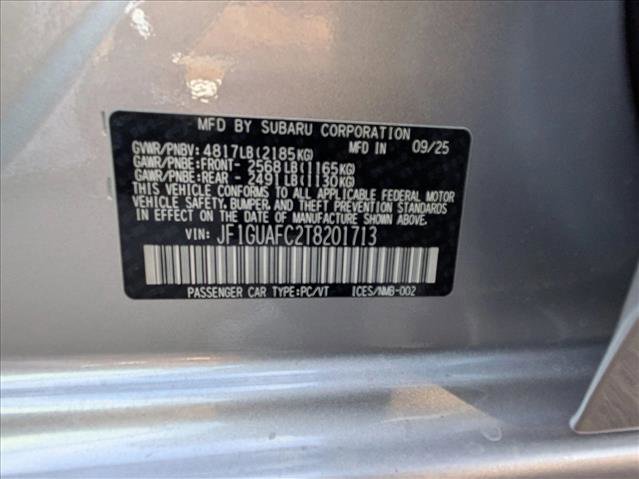 MFD BY SUBARU CORPORATION
GVWR/PNBV: 4817LB(2185KG) MFD. IN 09/25
GAWR/PNBE:FRONT- 2568LB(1165KG)
GAWR/PNBE:REAR - 2491LB(1130KG)
THIS VEHICLE CONFORMS TO ALL APPLICABLE FEDERAL MOTOR
VEHICLE SAFETY, BUMPER, AND THEFT PREVENTION STANDARDS
IN EFFECT ON THE DATE OF MANUFACTURE SHOWN ABOVE.
VIN: JF1GUAFC2T8201713
PASSENGER CAR TYPE:PC/VT ICES/NMB-002